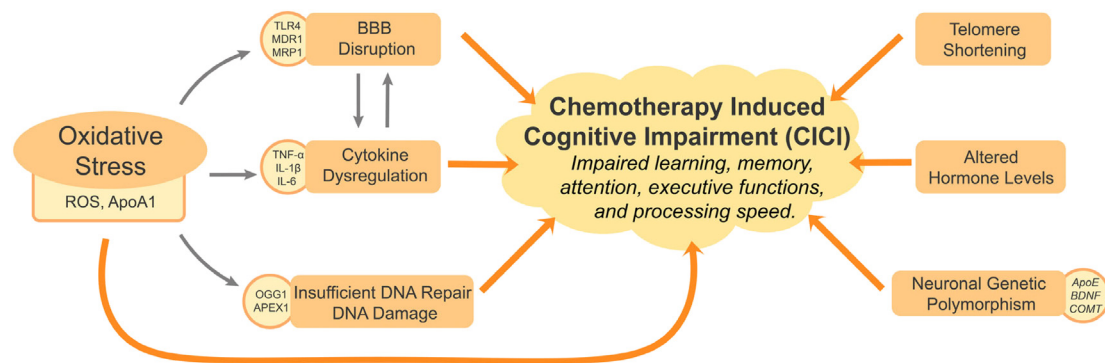 TLR4
MDR1
MRP1
BBB
Disruption
Telomere
Shortening
Oxidative
Stress
ROS, ApoA1
TNF-α
IL-1β
IL-6
Cytokine
Dysregulation
Chemotherapy Induced
Cognitive Impairment (CICI)
Impaired learning, memory,
attention, executive functions,
and processing speed.
Altered
Hormone Levels
OGG1
APEX1
Insufficient DNA Repair
DNA Damage
Neuronal Genetic
Polymorphism
ApoE
BDNF
COMT